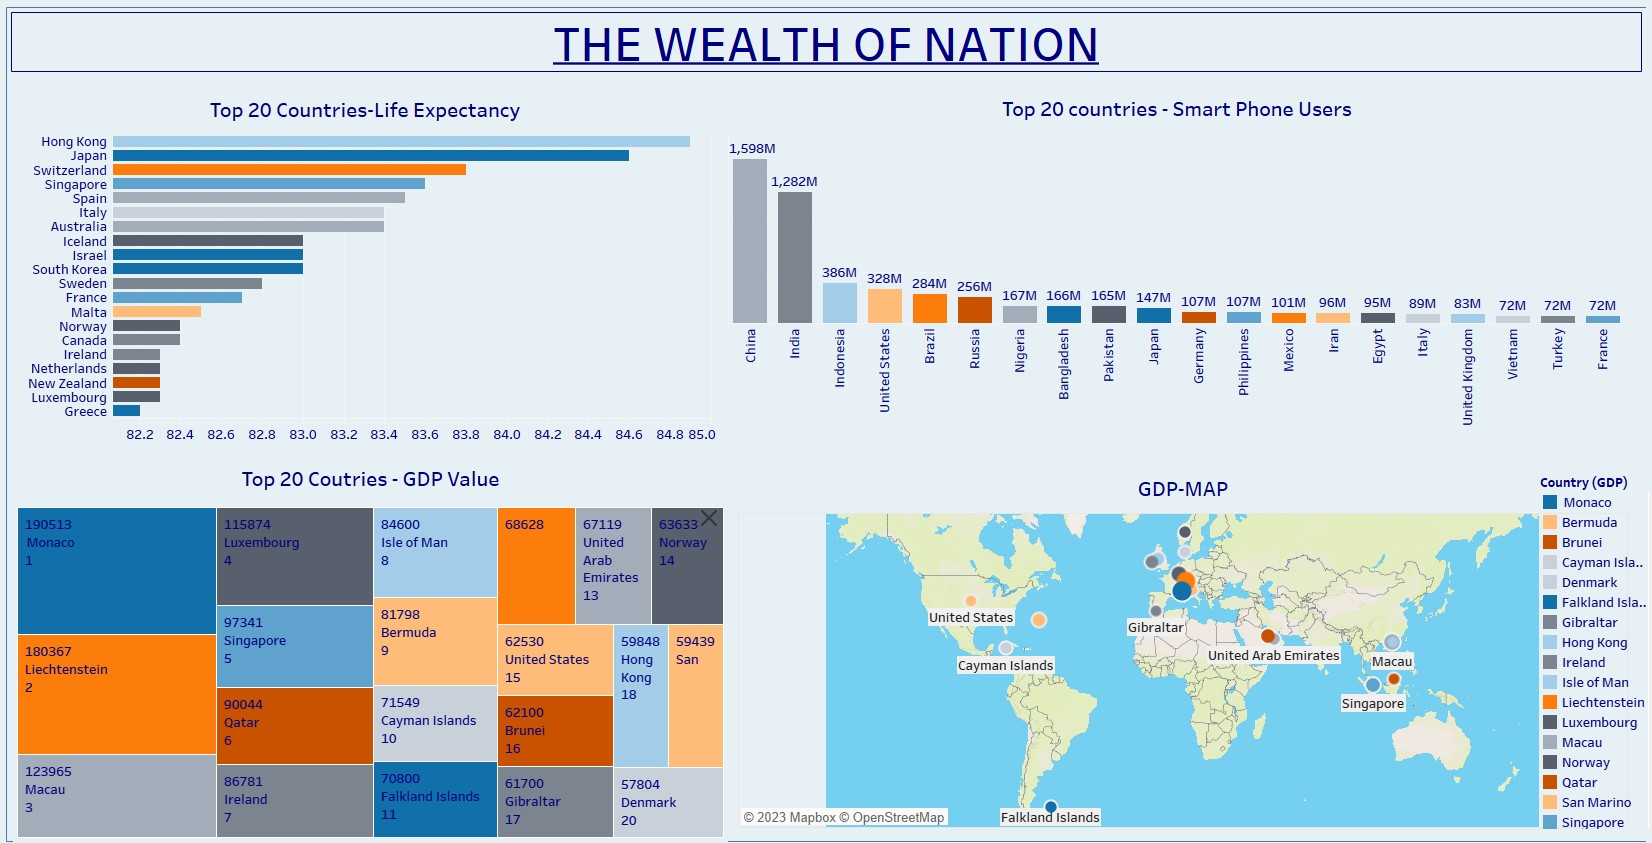 THE WEALTH OF NATION
Top 20 Countries-Life Expectancy
Hong Kong
Japan
Switzerland
Singapore
Spain
Italy
Australia
Iceland
Israel
South Korea
Sweden
France
Malta
Norway
Canada
Ireland
Netherlands
New Zealand
Luxembourg
Greece
82.2 82.4 82.6 82.8 83.0 83.2 83.4 83.6 83.8 84.0 84.2 84.4 84.6 84.8 85.0
Top 20 countries - Smart Phone Users
1,598M
1,282M
386M
328M
284M
256M
167M
166M
165M
147M
107M
107M
101M
96M
95M
89M
83M
72M
72M
72M
China
India
Indonesia
United States
Brazil
Russia
Nigeria
Bangladesh
Pakistan
Japan
Germany
Philippines
Mexico
Iran
Egypt
Italy
United Kingdom
Vietnam
Turkey
France
Top 20 Coutries - GDP Value
190513
Monaco
1
180367
Liechtenstein
2
123965
Macau
3
115874
Luxembourg
4
97341
Singapore
5
90044
Qatar
6
86781
Ireland
7
84600
Isle of Man
8
81798
Bermuda
9
71549
Cayman Islands
10
70800
Falkland Islands
11
68628
67119
United
Arab
Emirates
13
63633
Norway
14
62530
United States
15
62100
Brunei
16
61700
Gibraltar
17
59848
Hong
Kong
18
59439
San
57804
Denmark
20
GDP-MAP
United States
Cayman Islands
Gibraltar
United Arab Emirates
Macau
Singapore
Falkland Islands
© 2023 Mapbox © OpenStreetMap
Country (GDP)
Monaco
Bermuda
Brunei
Cayman Isla..
Denmark
Falkland Isla..
Gibraltar
Hong Kong
Ireland
Isle of Man
Liechtenstein
Luxembourg
Macau
Norway
Qatar
San Marino
Singapore